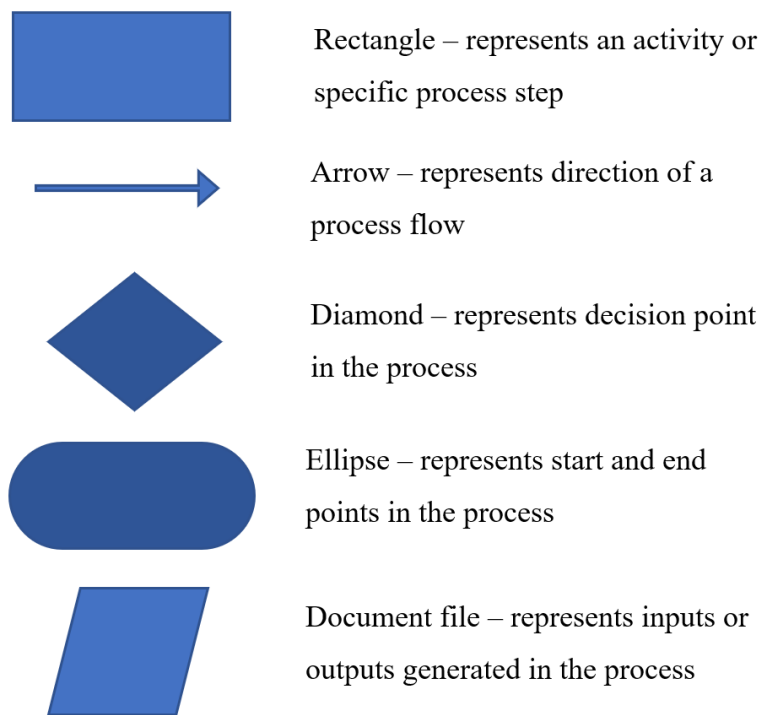 Rectangle – represents an activity or
specific process step
Arrow – represents direction of a
process flow
Diamond – represents decision point
in the process
Ellipse – represents start and end
points in the process
Document file – represents inputs or
outputs generated in the process